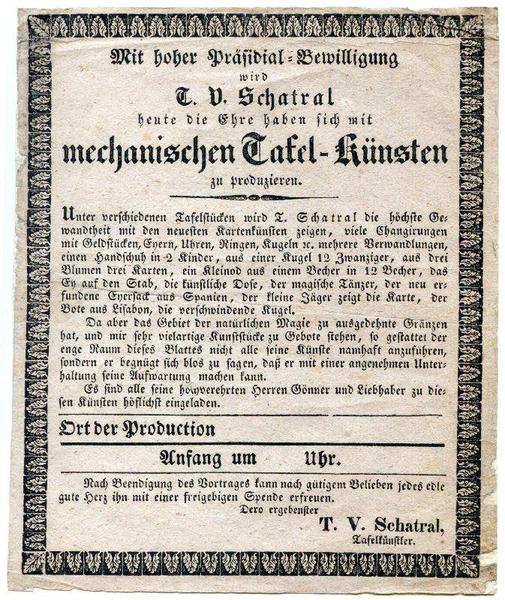 Mit hoher Präsidial-Bewilligung
wird
T. V. Schatral
heute die Ehre haben sich mit
mechanischen Tafel-Künsten
zu produzieren.
Unter verschiedenen Tafelstücken wird T. Schatral die höchste Ge-
wandtheit mit den neuesten Kartenkünsten zeigen, viele Changirungen
mit Geldstücken, Eyern, Uhren, Ringen, Kugeln ꝛc. mehrere Verwandlungen,
einen Handschuh in 2 Kinder, aus einer Kugel 12 Zwanziger, aus drei
Blumen drei Karten, ein Kleinod aus einem Becher in 12 Becher, das
Ey auf den Stab, die künstliche Dose, der magische Tänzer, der neu er-
fundene Eyersack aus Spanien, der kleine Jäger zeigt die Karte, der
Bote aus Lisabon, die verschwindende Kugel.
Da aber das Gebiet der natürlichen Magie zu ausgedehnte Gränzen
hat, und mir sehr vielartige Kunststücke zu Gebote stehen, so gestattet der
enge Raum dieses Blattes nicht alle seine Künste namhaft anzuführen,
sondern er begnügt sich blos zu sagen, daß er mit einer angenehmen Unter-
haltung seine Aufwartung machen kann.
Es sind alle seine hochverehrten Herren Gönner und Liebhaber zu die-
sen Künsten höflichst eingeladen.
Ort der Production
Anfang um Uhr.
Nach Beendigung des Vortrages kann nach gütigem Belieben jedes edle
gute Herz ihn mit einer freigebigen Spende erfreuen.
Dero ergebenster
T. V. Schatral,
Tafelkünstler.